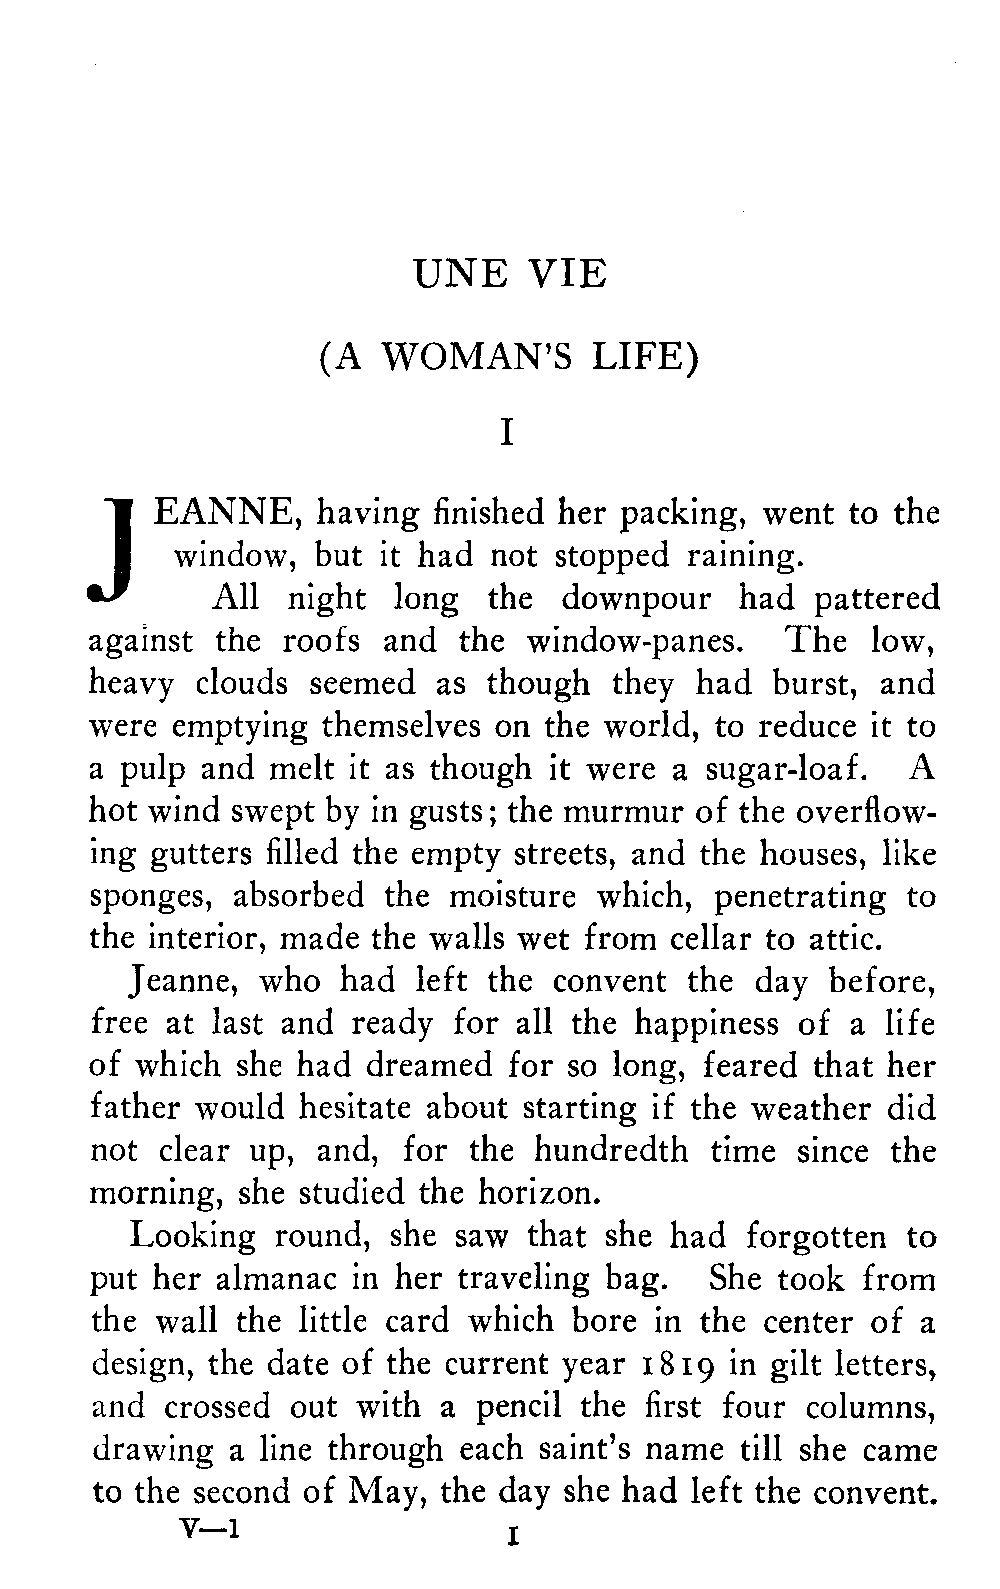 UNE VIE
(A WOMAN'S LIFE)
I
JEANNE, having finished her packing, went to the
window, but it had not stopped raining.
All night long the downpour had pattered
against the roofs and the window-panes. The low,
heavy clouds seemed as though they had burst, and
were emptying themselves on the world, to reduce it to
a pulp and melt it as though it were a sugar-loaf. A
hot wind swept by in gusts; the murmur of the overflow-
ing gutters filled the empty streets, and the houses, like
sponges, absorbed the moisture which, penetrating to
the interior, made the walls wet from cellar to attic.
Jeanne, who had left the convent the day before,
free at last and ready for all the happiness of a life
of which she had dreamed for so long, feared that her
father would hesitate about starting if the weather did
not clear up, and, for the hundredth time since the
morning, she studied the horizon.
Looking round, she saw that she had forgotten to
put her almanac in her traveling bag. She took from
the wall the little card which bore in the center of a
design, the date of the current year 1819 in gilt letters,
and crossed out with a pencil the first four columns,
drawing a line through each saint's name till she came
to the second of May, the day she had left the convent.
V—1 1